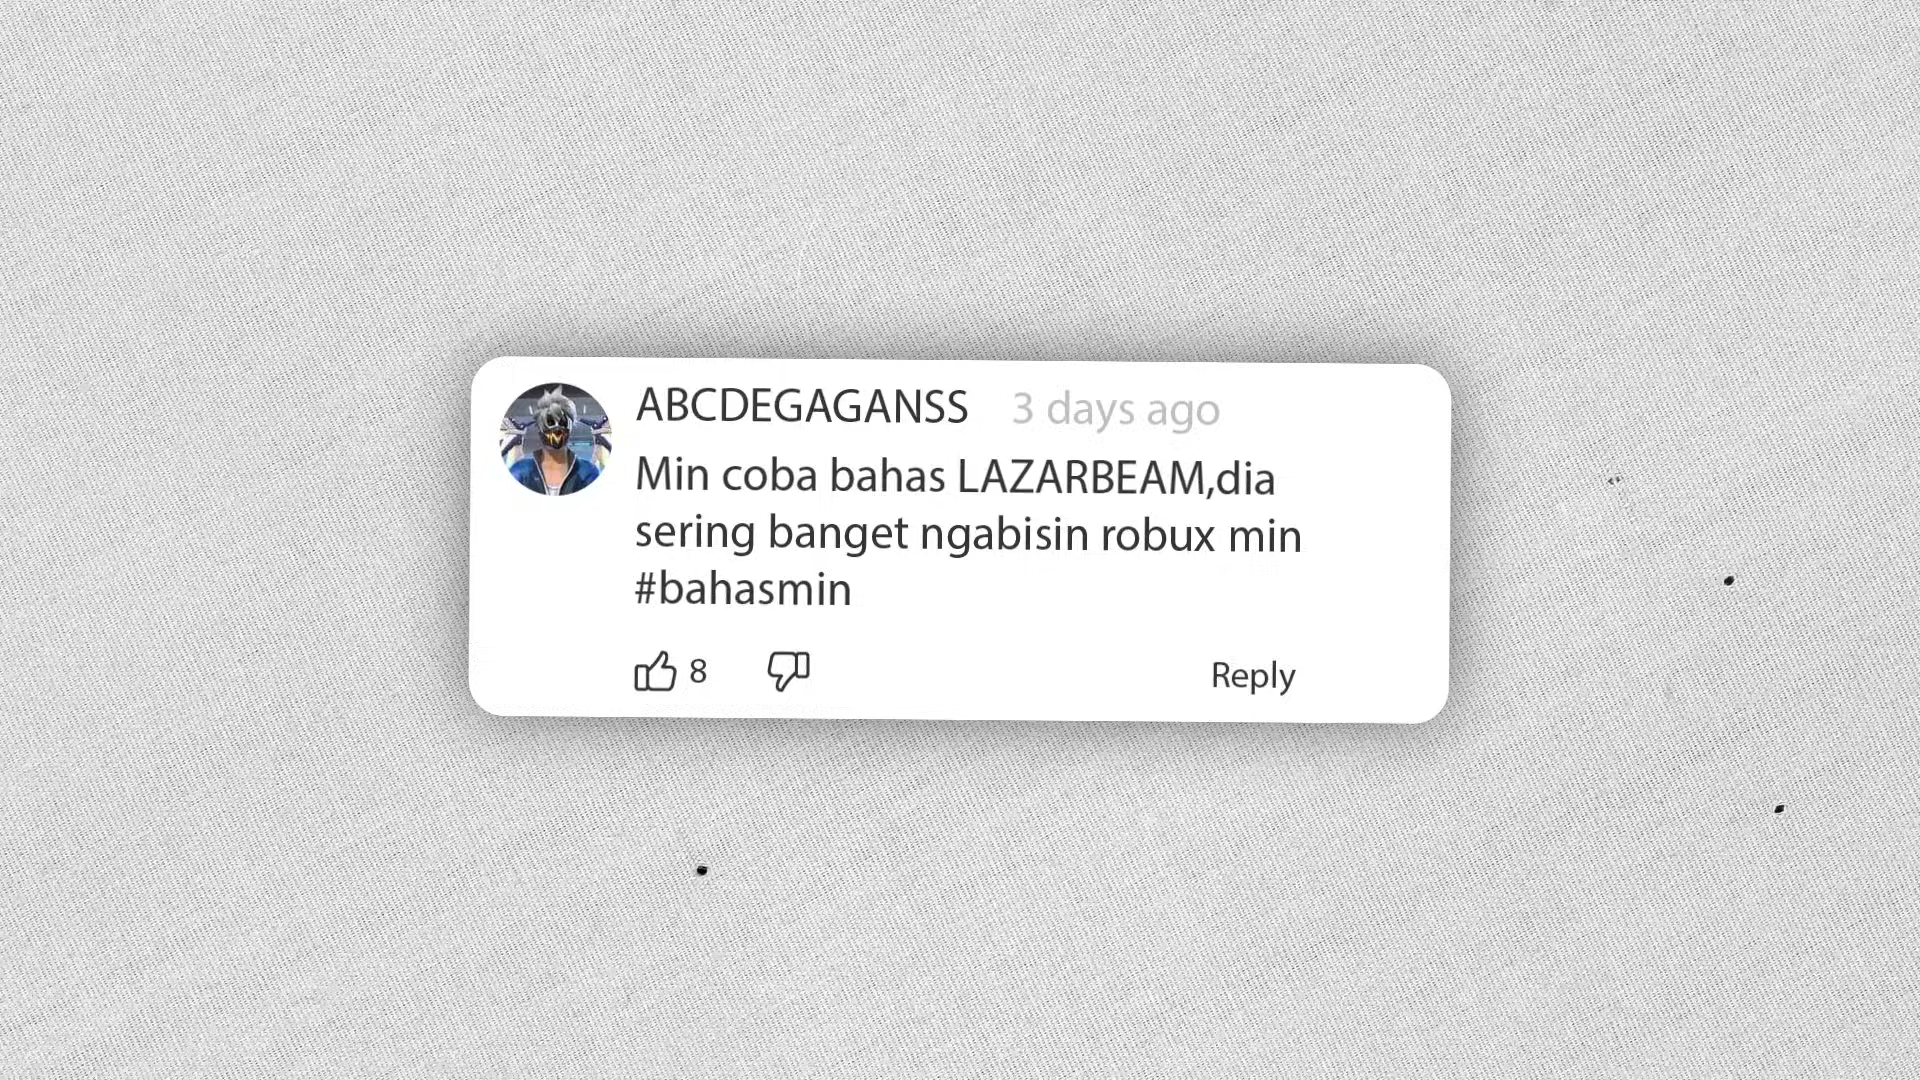 ABCDEGAGANSS 3 days ago
Min coba bahas LAZARBEAM,dia
sering banget ngabisin robux min
#bahasmin
8 Reply